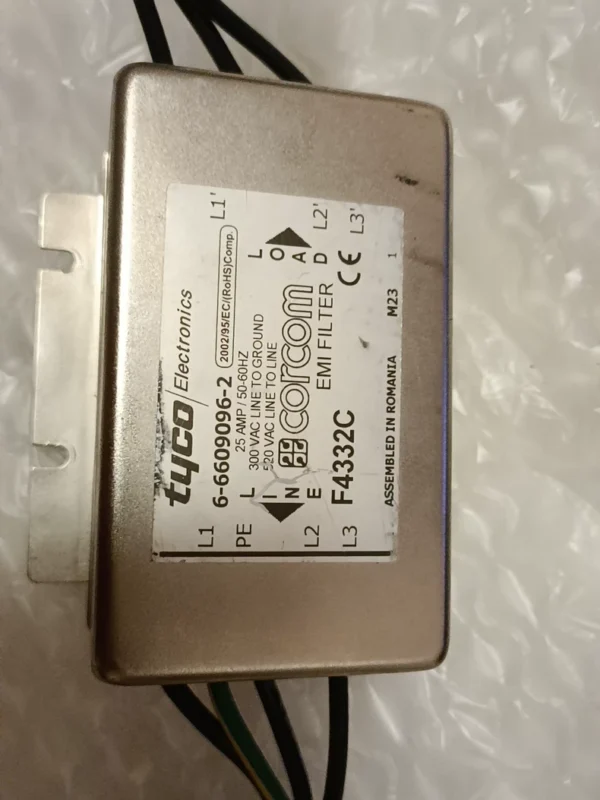 tyco Electronics
6-6609096-2
2002/95/EC/(RoHS)Comp.
25 AMP / 50-60HZ
300 VAC LINE TO GROUND
520 VAC LINE TO LINE
corcom
EMI FILTER
F4332C
CE
LINE
LOAD
L1
PE
L2
L3
L1'
L2'
L3'
ASSEMBLED IN ROMANIA M23 1